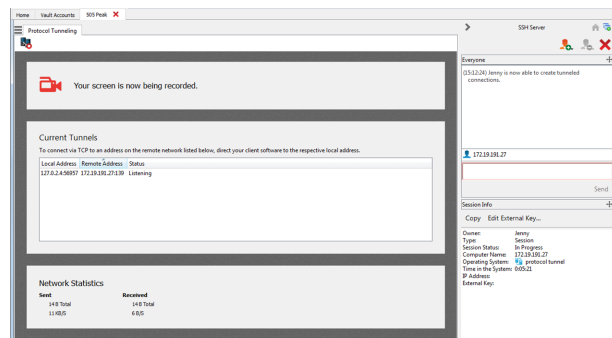 Home
Vault Accounts
505 Peak
SSH Server
Protocol Tunneling
Your screen is now being recorded.
Current Tunnels
To connect via TCP to an address on the remote network listed below, direct your client software to the respective local address.
Local Address Remote Address Status
127.0.2.4:56957 172.19.191.27:139 Listening
Network Statistics
Sent Received
14 B Total 14 B Total
11 KB/S 6 B/S
Everyone
(15:12:24) Jenny is now able to create tunneled
connections.
172.19.191.27
Send
Session Info
Copy Edit External Key...
Owner: Jenny
Type: Session
Session Status: In Progress
Computer Name: 172.19.191.27
Operating System: protocol tunnel
Time in the System: 0:05:21
IP Address:
External Key: